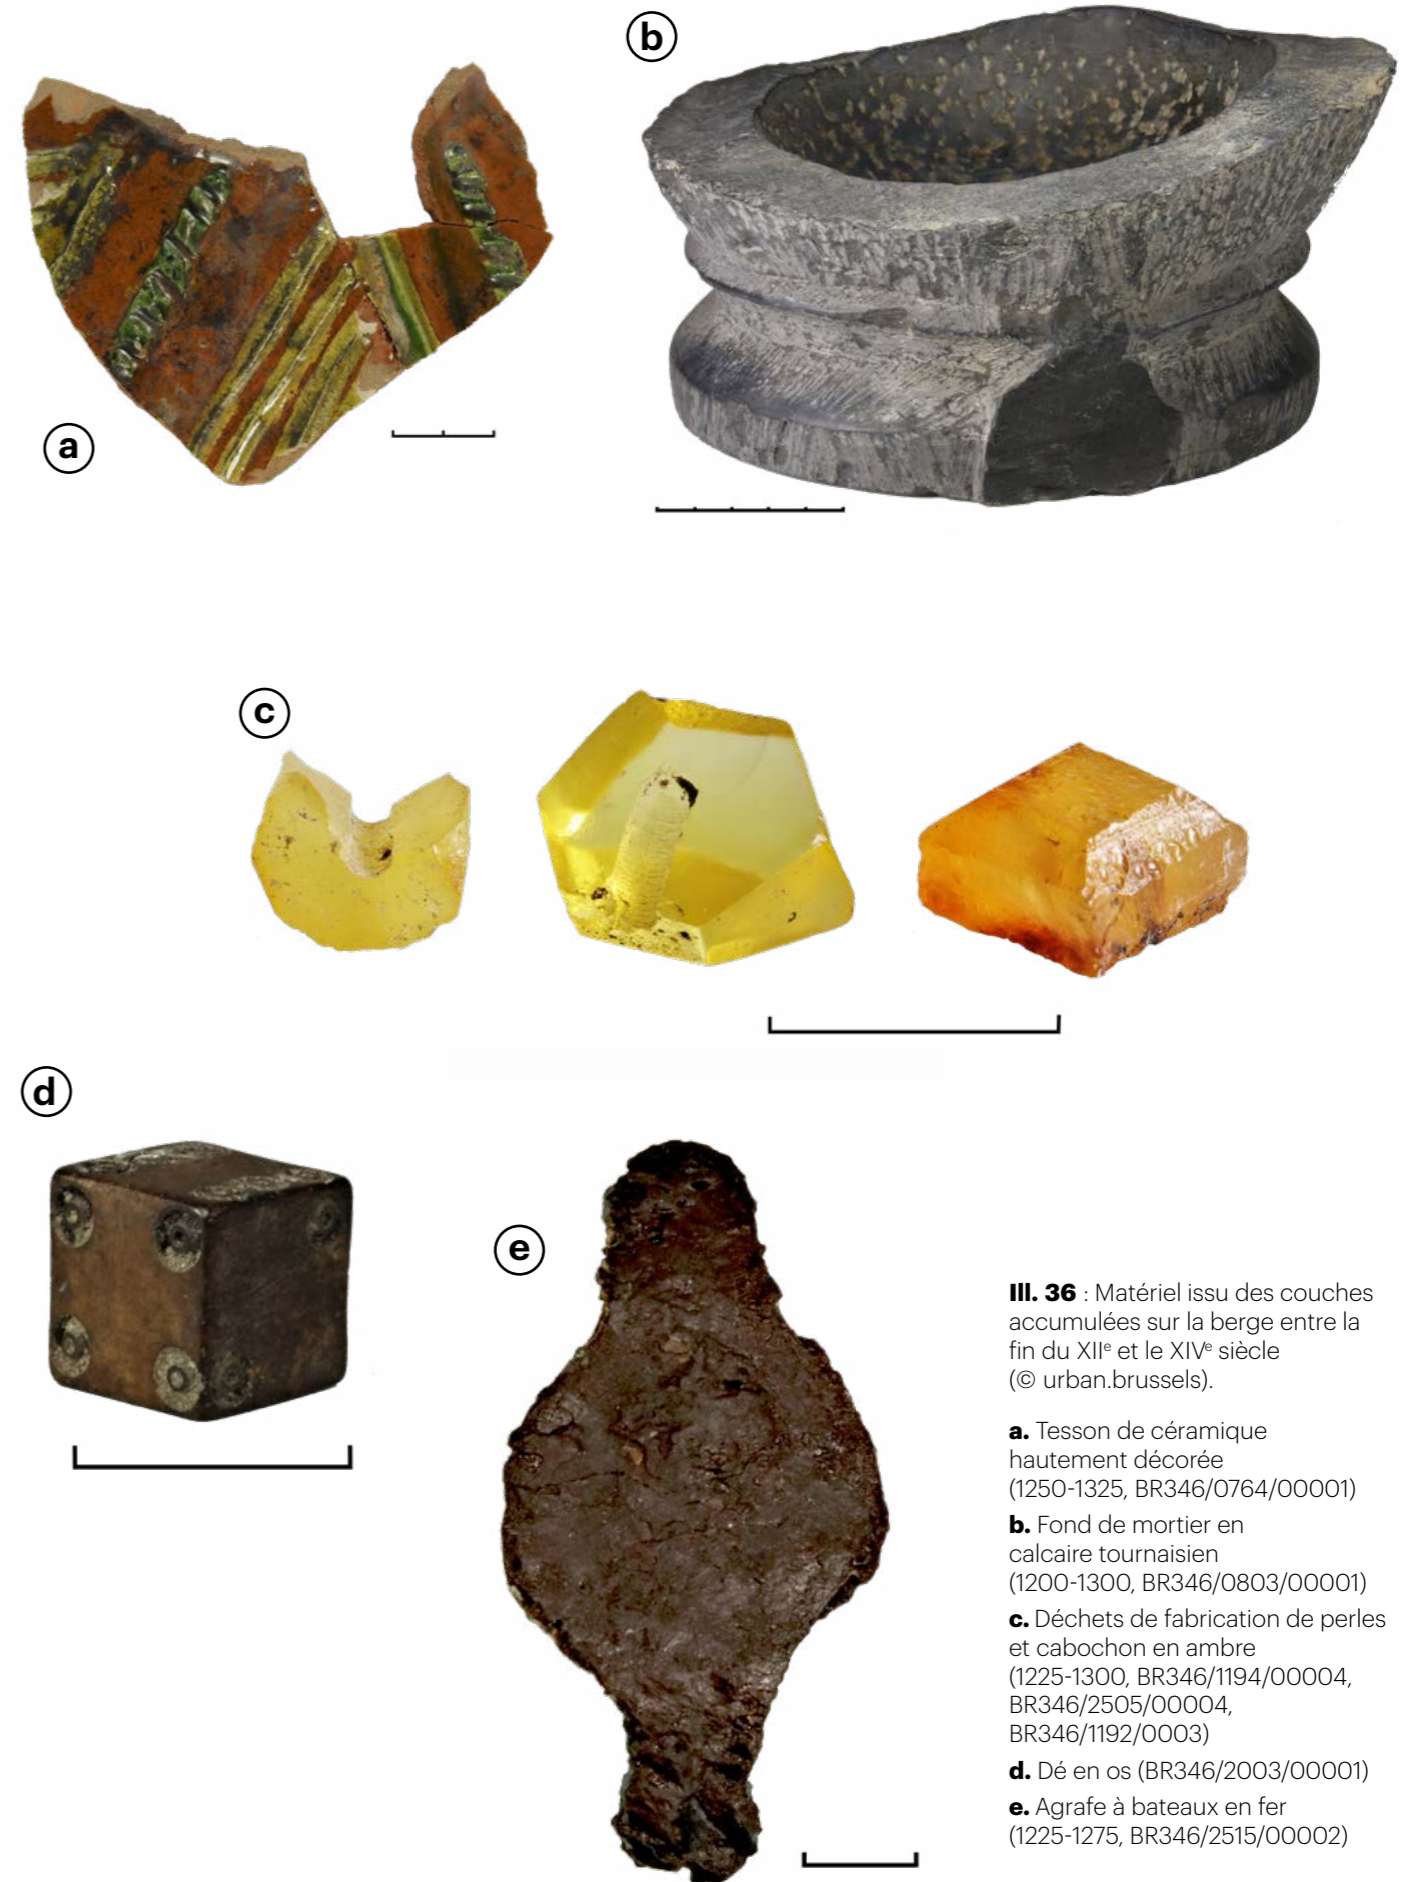 a
b
c
d
e
Ill. 36 : Matériel issu des couches
accumulées sur la berge entre la
fin du XIIᵉ et le XIVᵉ siècle
(© urban.brussels).
a. Tesson de céramique
hautement décorée
(1250-1325, BR346/0764/00001)
b. Fond de mortier en
calcaire tournaisien
(1200-1300, BR346/0803/00001)
c. Déchets de fabrication de perles
et cabochon en ambre
(1225-1300, BR346/1194/00004,
BR346/2505/00004,
BR346/1192/0003)
d. Dé en os (BR346/2003/00001)
e. Agrafe à bateaux en fer
(1225-1275, BR346/2515/00002)